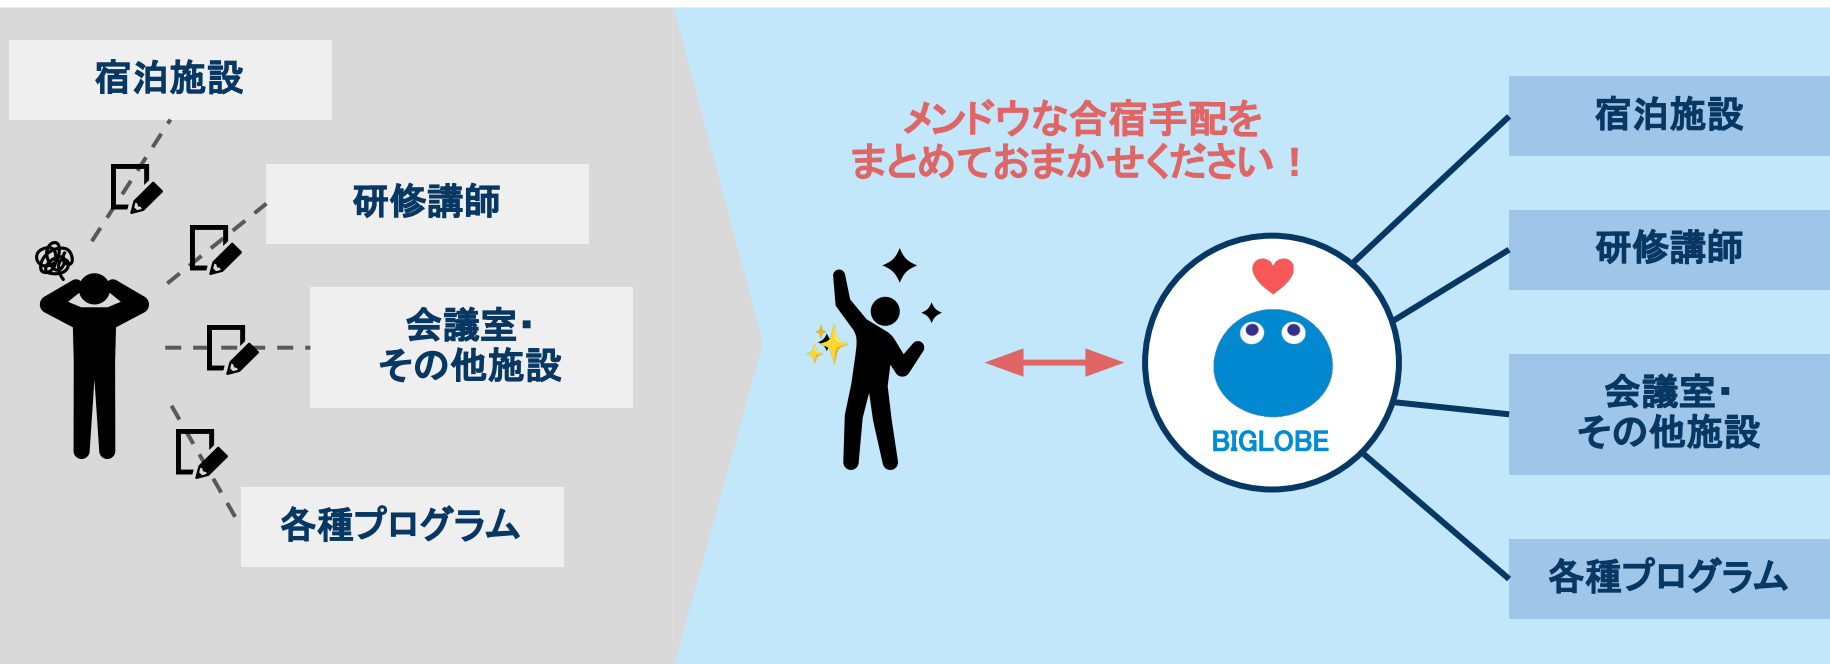 宿泊施設
研修講師
会議室・
その他施設
各種プログラム
メンドウな合宿手配を
まとめておまかせください！
BIGLOBE
宿泊施設
研修講師
会議室・
その他施設
各種プログラム